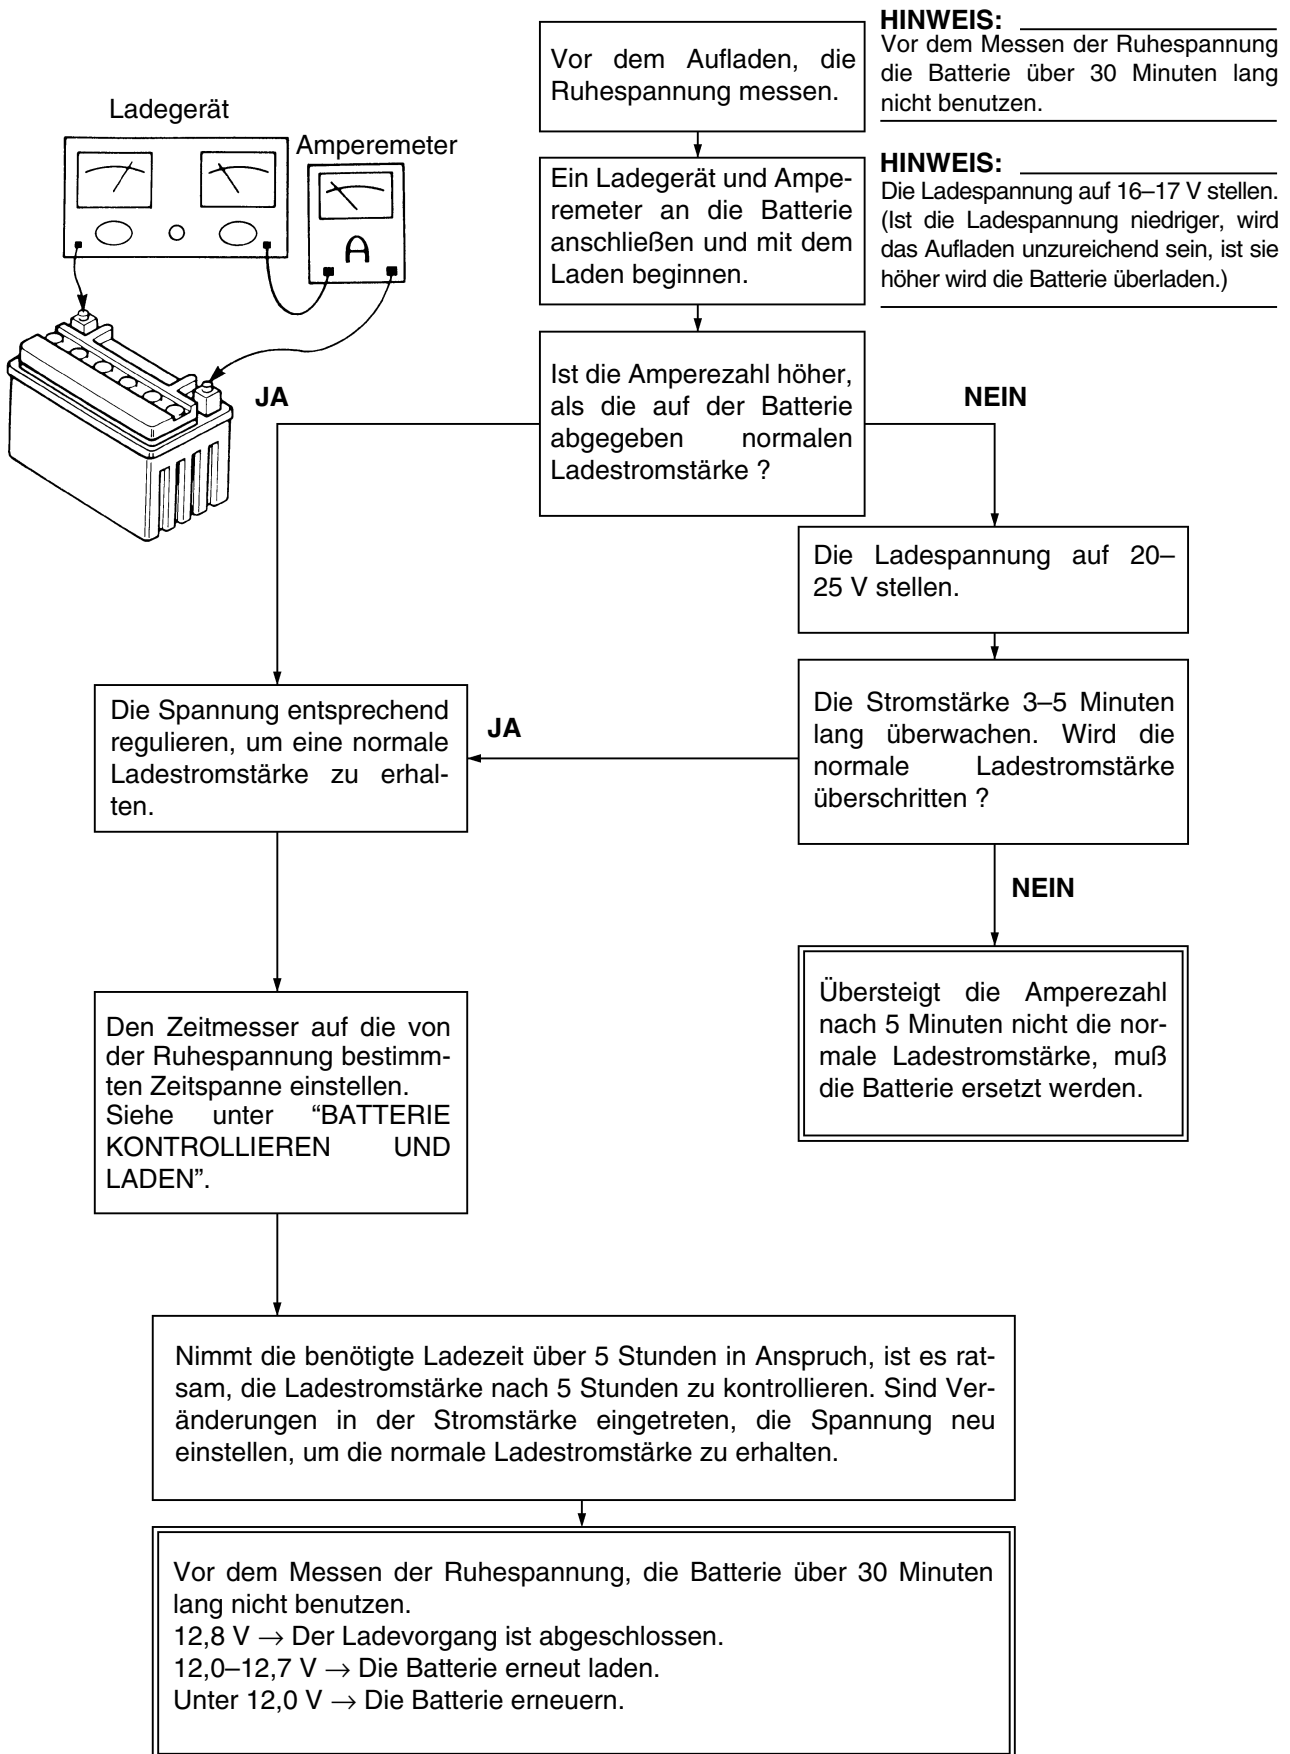 Ladegerät
Amperemeter
Vor dem Aufladen, die
Ruhespannung messen.
HINWEIS:
Vor dem Messen der Ruhespannung
die Batterie über 30 Minuten lang
nicht benutzen.
Ein Ladegerät und Ampe-
remeter an die Batterie
anschließen und mit dem
Laden beginnen.
HINWEIS:
Die Ladespannung auf 16–17 V stellen.
(Ist die Ladespannung niedriger, wird
das Aufladen unzureichend sein, ist sie
höher wird die Batterie überladen.)
A
Ist die Amperezahl höher,
als die auf der Batterie
abgegeben normalen
Ladestromstärke ?
JA
NEIN
Die Ladespannung auf 20–
25 V stellen.
Die Stromstärke 3–5 Minuten
lang überwachen. Wird die
normale Ladestromstärke
überschritten ?
JA
Die Spannung entsprechend
regulieren, um eine normale
Ladestromstärke zu erhal-
ten.
NEIN
Übersteigt die Amperezahl
nach 5 Minuten nicht die nor-
male Ladestromstärke, muß
die Batterie ersetzt werden.
Den Zeitmesser auf die von
der Ruhespannung bestimm-
ten Zeitspanne einstellen.
Siehe unter “BATTERIE
KONTROLLIEREN UND
LADEN”.
Nimmt die benötigte Ladezeit über 5 Stunden in Anspruch, ist es rat-
sam, die Ladestromstärke nach 5 Stunden zu kontrollieren. Sind Ver-
änderungen in der Stromstärke eingetreten, die Spannung neu
einstellen, um die normale Ladestromstärke zu erhalten.
Vor dem Messen der Ruhespannung, die Batterie über 30 Minuten
lang nicht benutzen.
12,8 V → Der Ladevorgang ist abgeschlossen.
12,0–12,7 V → Die Batterie erneut laden.
Unter 12,0 V → Die Batterie erneuern.